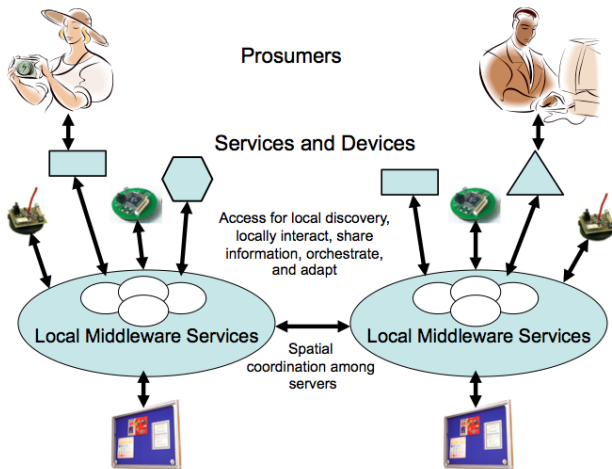 Prosumers
Services and Devices
Access for local discovery,
locally interact, share
information, orchestrate,
and adapt
Local Middleware Services
Local Middleware Services
Spatial
coordination among
servers